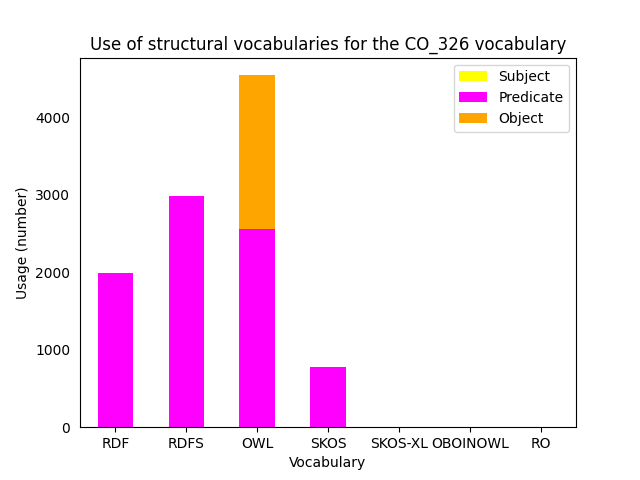 Use of structural vocabularies for the CO_326 vocabulary
Subject
Predicate
Object
4000
3000
2000
1000
0
Usage (number)
RDF RDFS OWL SKOS SKOS-XL OBOINOWL RO
Vocabulary